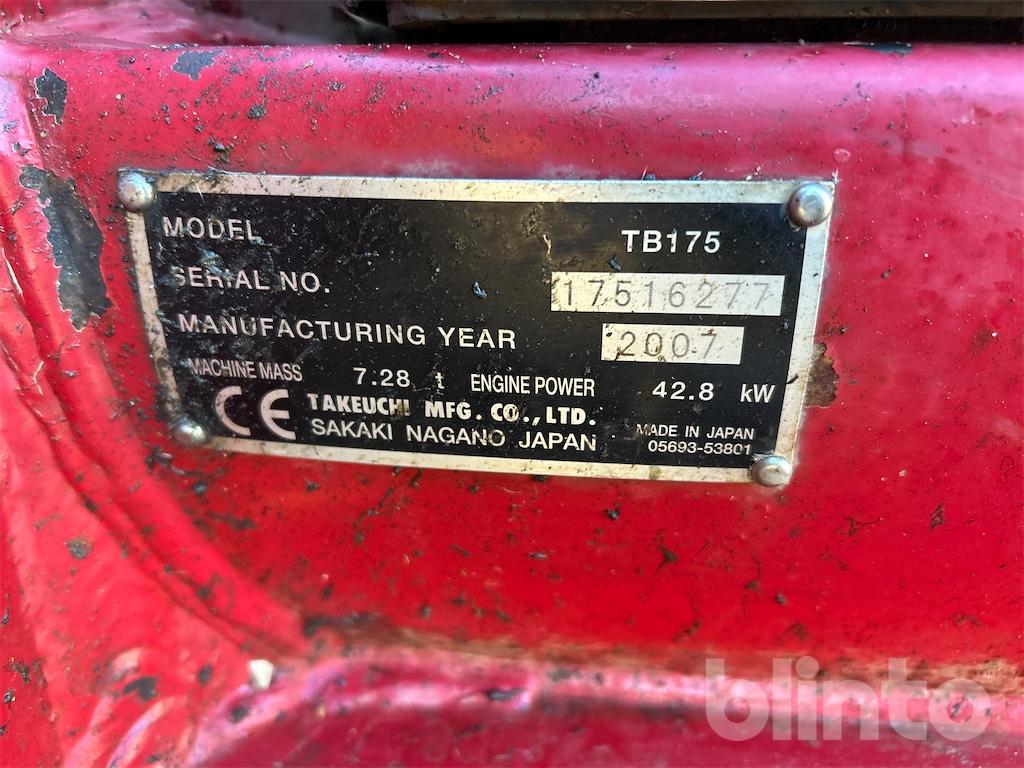 MODEL TB175
SERIAL NO. 17516277
MANUFACTURING YEAR 2007
MACHINE MASS 7.28 t ENGINE POWER 42.8 kW
CE TAKEUCHI MFG. CO., LTD.
SAKAKI NAGANO JAPAN
MADE IN JAPAN
05693-53801
blinto